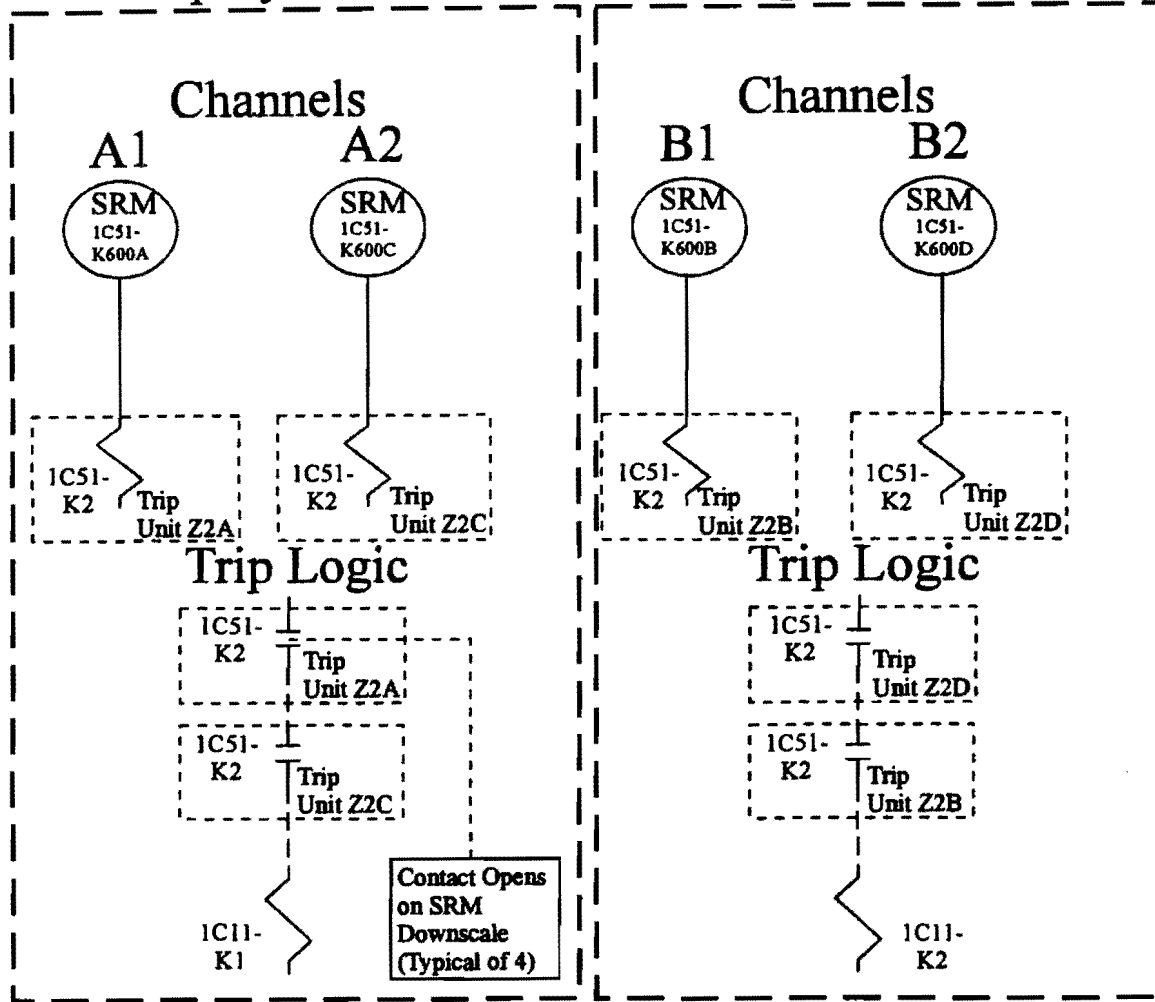 Channels
A1
A2
SRM
1C51-
K600A
SRM
1C51-
K600C
1C51-
K2
Trip
Unit Z2A
1C51-
K2
Trip
Unit Z2C
Trip Logic
1C51-
K2
Trip
Unit Z2A
1C51-
K2
Trip
Unit Z2C
1C11-
K1
Contact Opens
on SRM
Downscale
(Typical of 4)
Channels
B1
B2
SRM
1C51-
K600B
SRM
1C51-
K600D
1C51-
K2
Trip
Unit Z2B
1C51-
K2
Trip
Unit Z2D
Trip Logic
1C51-
K2
Trip
Unit Z2D
1C51-
K2
Trip
Unit Z2B
1C11-
K2